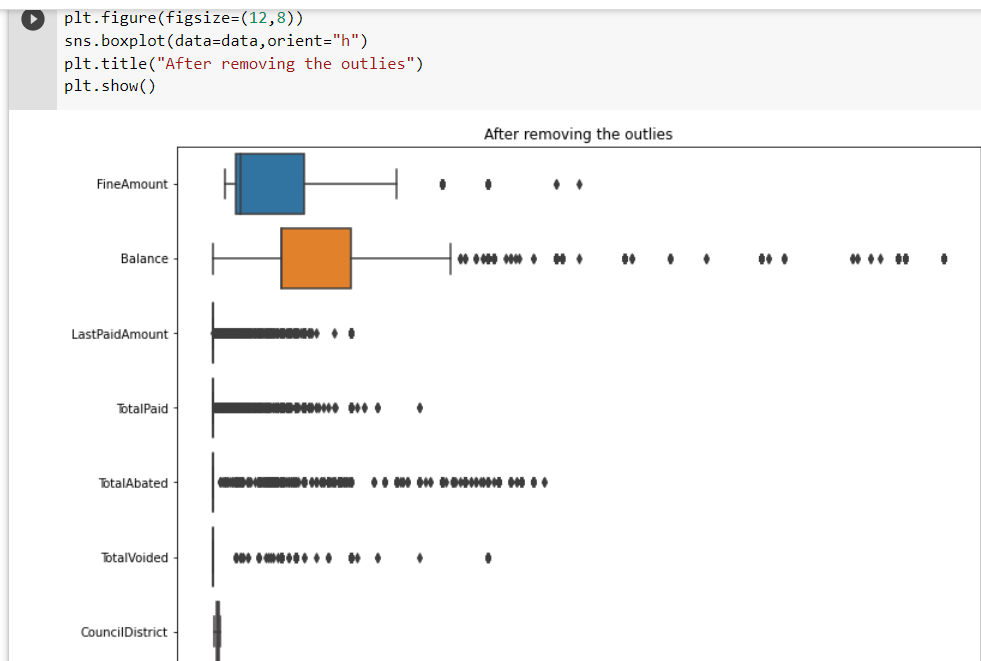 plt.figure(figsize=(12,8))
sns.boxplot(data=data,orient="h")
plt.title("After removing the outlies")
plt.show()
After removing the outlies
FineAmount
Balance
LastPaidAmount
TotalPaid
TotalAbated
TotalVoided
CouncilDistrict